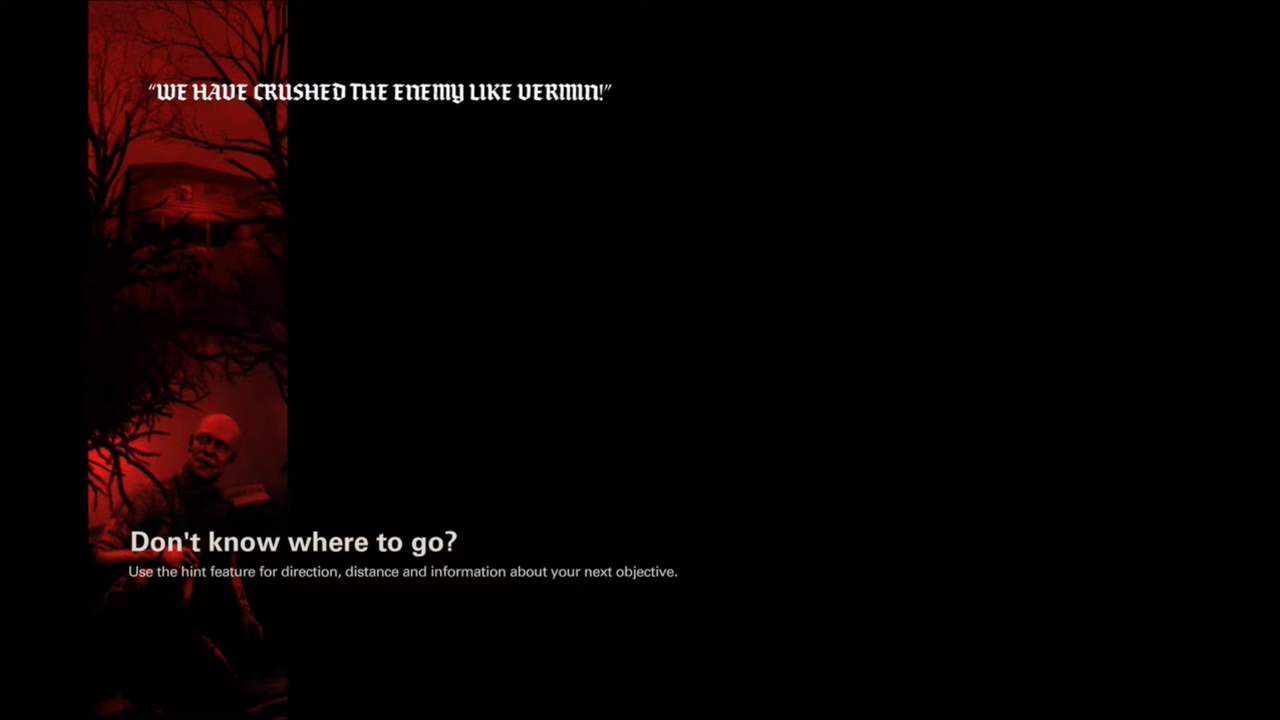 “WE HAVE CRUSHED THE ENEMY LIKE VERMIN!”
Don't know where to go?
Use the hint feature for direction, distance and information about your next objective.